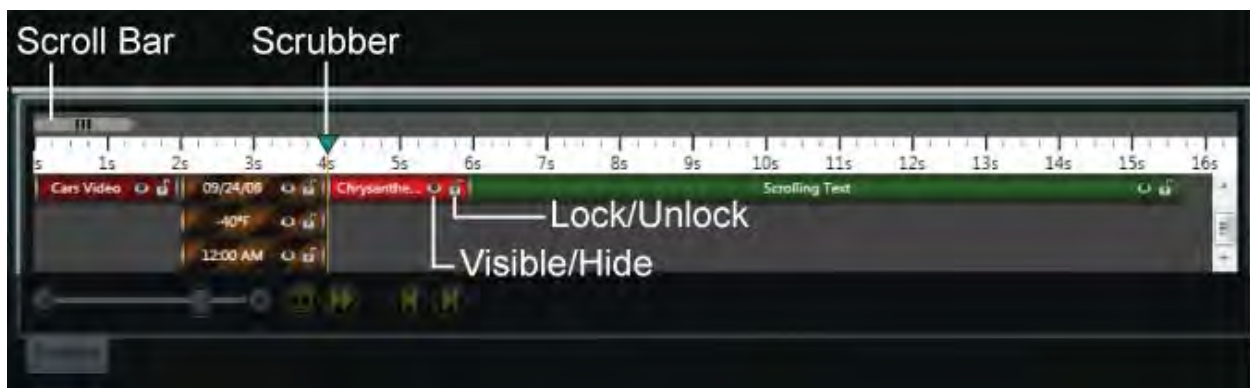 Scroll Bar Scrubber
s 1s 2s 3s 4s 5s 6s 7s 8s 9s 10s 11s 12s 13s 14s 15s 16s
Cars Video 09/24/06 Chrysanthe... Scrolling Text
-40°F Lock/Unlock
12:00 AM Visible/Hide